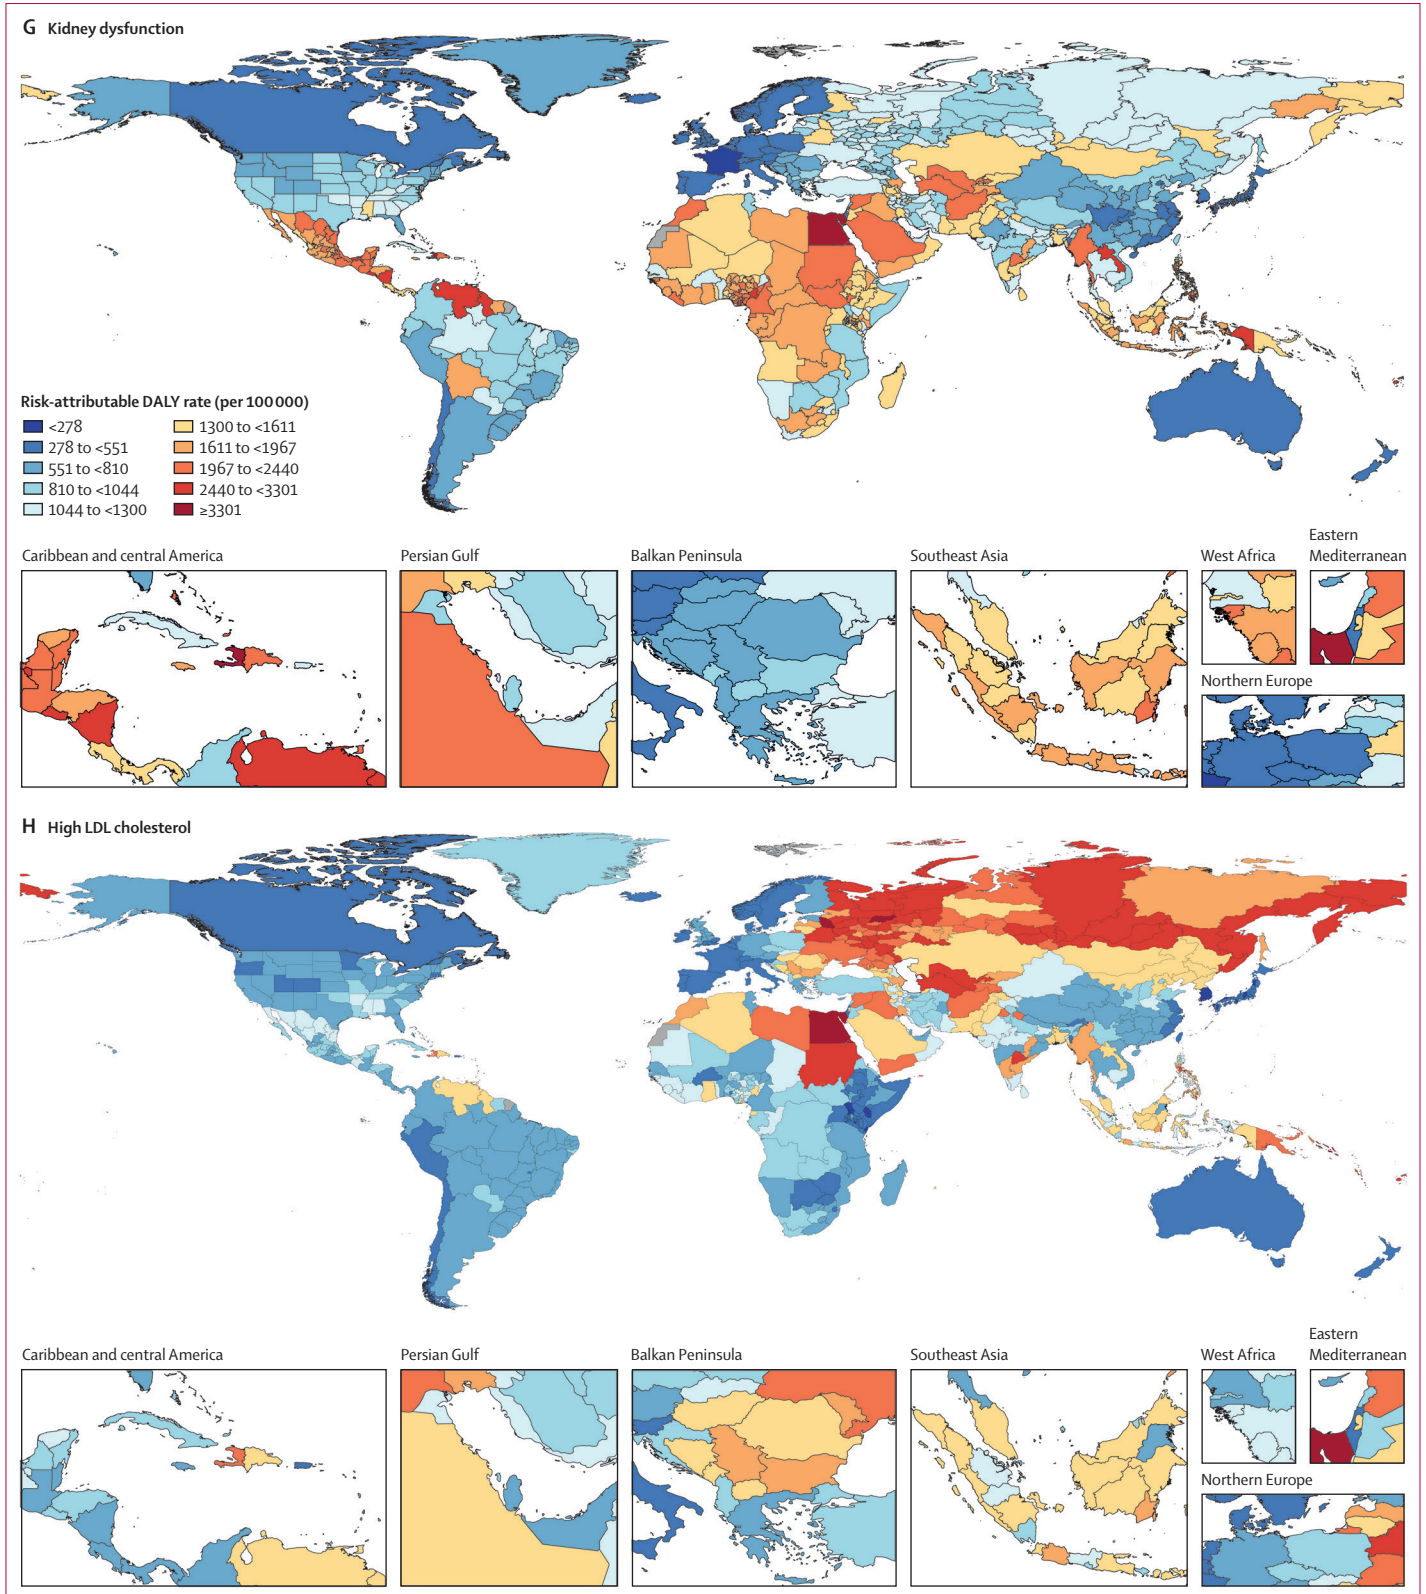 G Kidney dysfunction
Risk-attributable DALY rate (per 100 000)
<278
278 to <551
551 to <810
810 to <1044
1044 to <1300
1300 to <1611
1611 to <1967
1967 to <2440
2440 to <3301
≥3301
Caribbean and central America
Persian Gulf
Balkan Peninsula
Southeast Asia
West Africa
Eastern
Mediterranean
Northern Europe
H High LDL cholesterol
Caribbean and central America
Persian Gulf
Balkan Peninsula
Southeast Asia
West Africa
Eastern
Mediterranean
Northern Europe